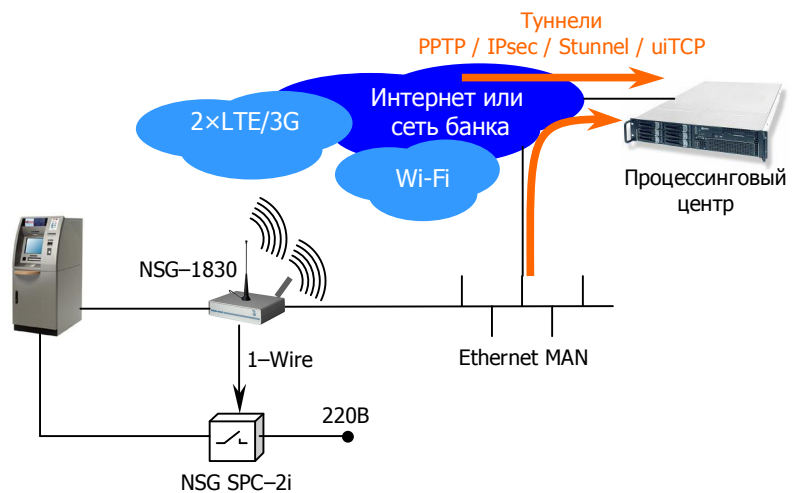 Туннели
PPTP / IPsec / Stunnel / uiTCP
Интернет или
сеть банка
2×LTE/3G
Wi-Fi
Процессинговый
центр
NSG–1830
Ethernet MAN
1–Wire
220В
NSG SPC–2i